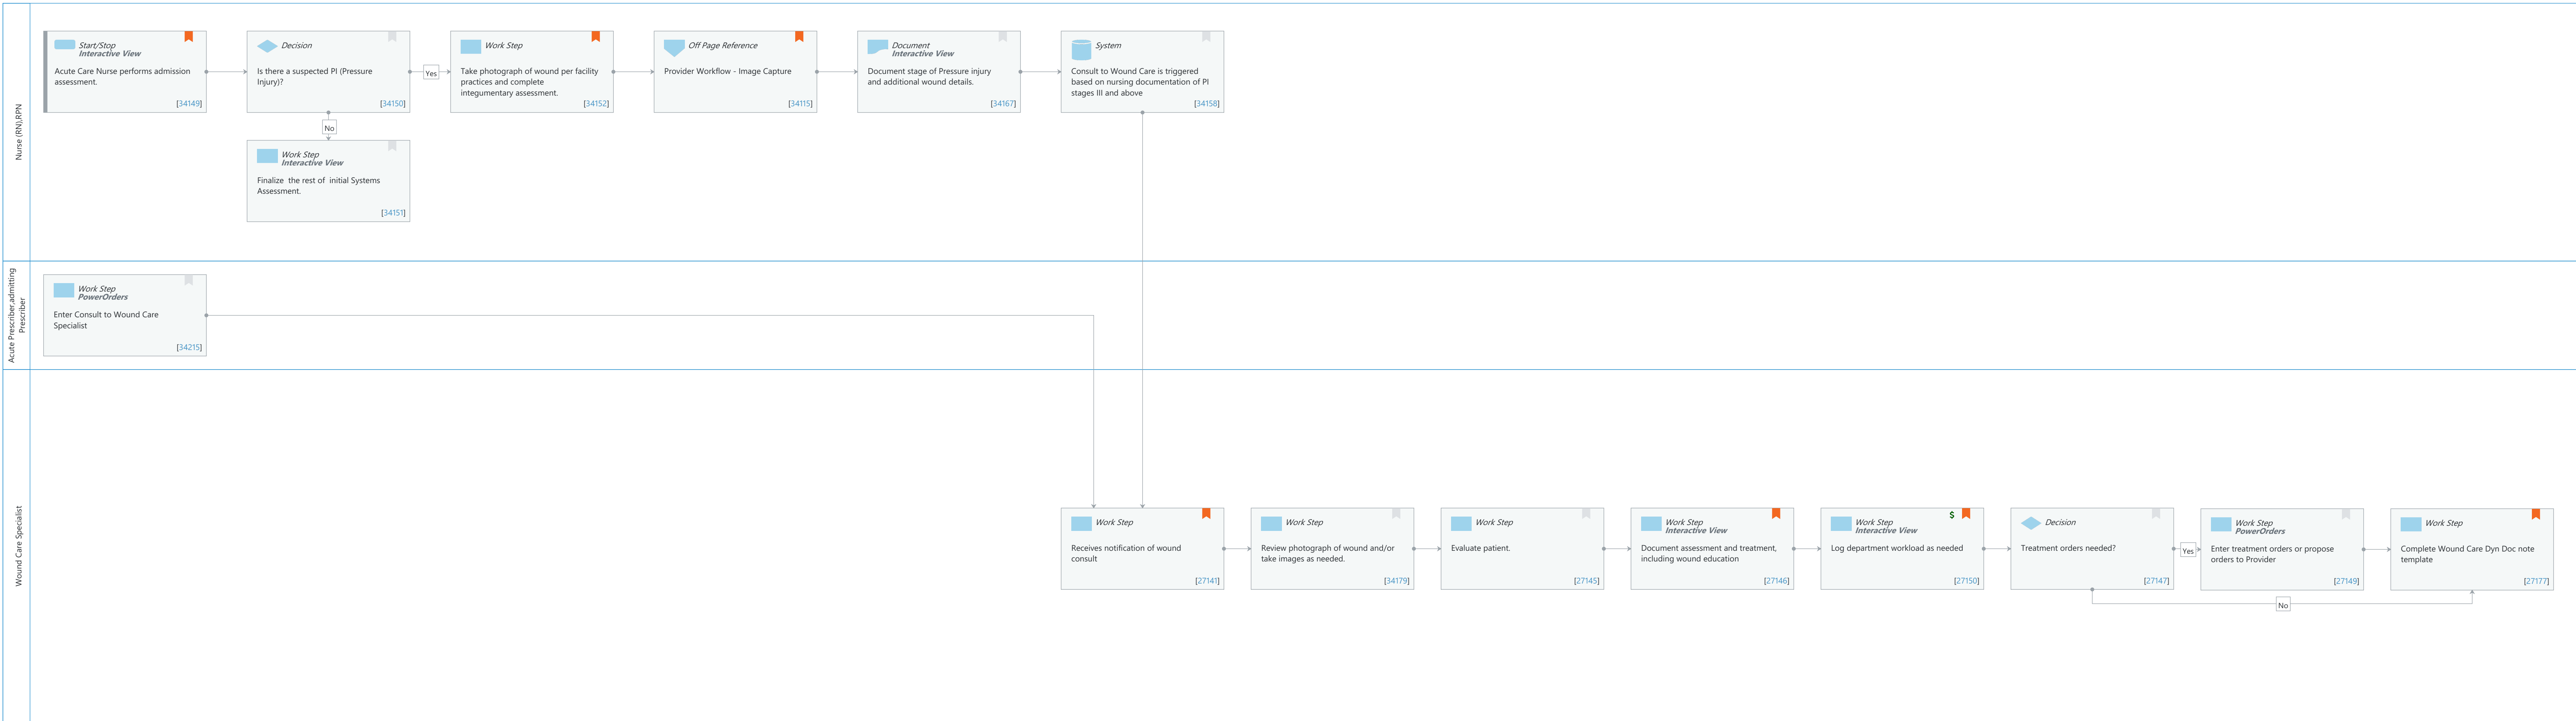 Nurse (RN),RPN
Start/Stop
Interactive View
Acute Care Nurse performs admission
assessment.
[34149]
Decision
Is there a suspected PI (Pressure
Injury)?
[34150]
Yes
Work Step
Take photograph of wound per facility
practices and complete
integumentary assessment.
[34152]
Off Page Reference
Provider Workflow - Image Capture
[34115]
Document
Interactive View
Document stage of Pressure injury
and additional wound details.
[34167]
System
Consult to Wound Care is triggered
based on nursing documentation of PI
stages III and above
[34158]
No
Work Step
Interactive View
Finalize  the rest of  initial Systems
Assessment.
[34151]
Acute Prescriber,admitting
Prescriber
Work Step
PowerOrders
Enter Consult to Wound Care
Specialist
[34215]
Wound Care Specialist
Work Step
Receives notification of wound
consult
[27141]
Work Step
Review photograph of wound and/or
take images as needed.
[34179]
Work Step
Evaluate patient.
[27145]
Work Step
Interactive View
Document assessment and treatment,
including wound education
[27146]
$
Work Step
Interactive View
Log department workload as needed
[27150]
Decision
Treatment orders needed?
[27147]
Yes
Work Step
PowerOrders
Enter treatment orders or propose
orders to Provider
[27149]
Work Step
Complete Wound Care Dyn Doc note
template
[27177]
No